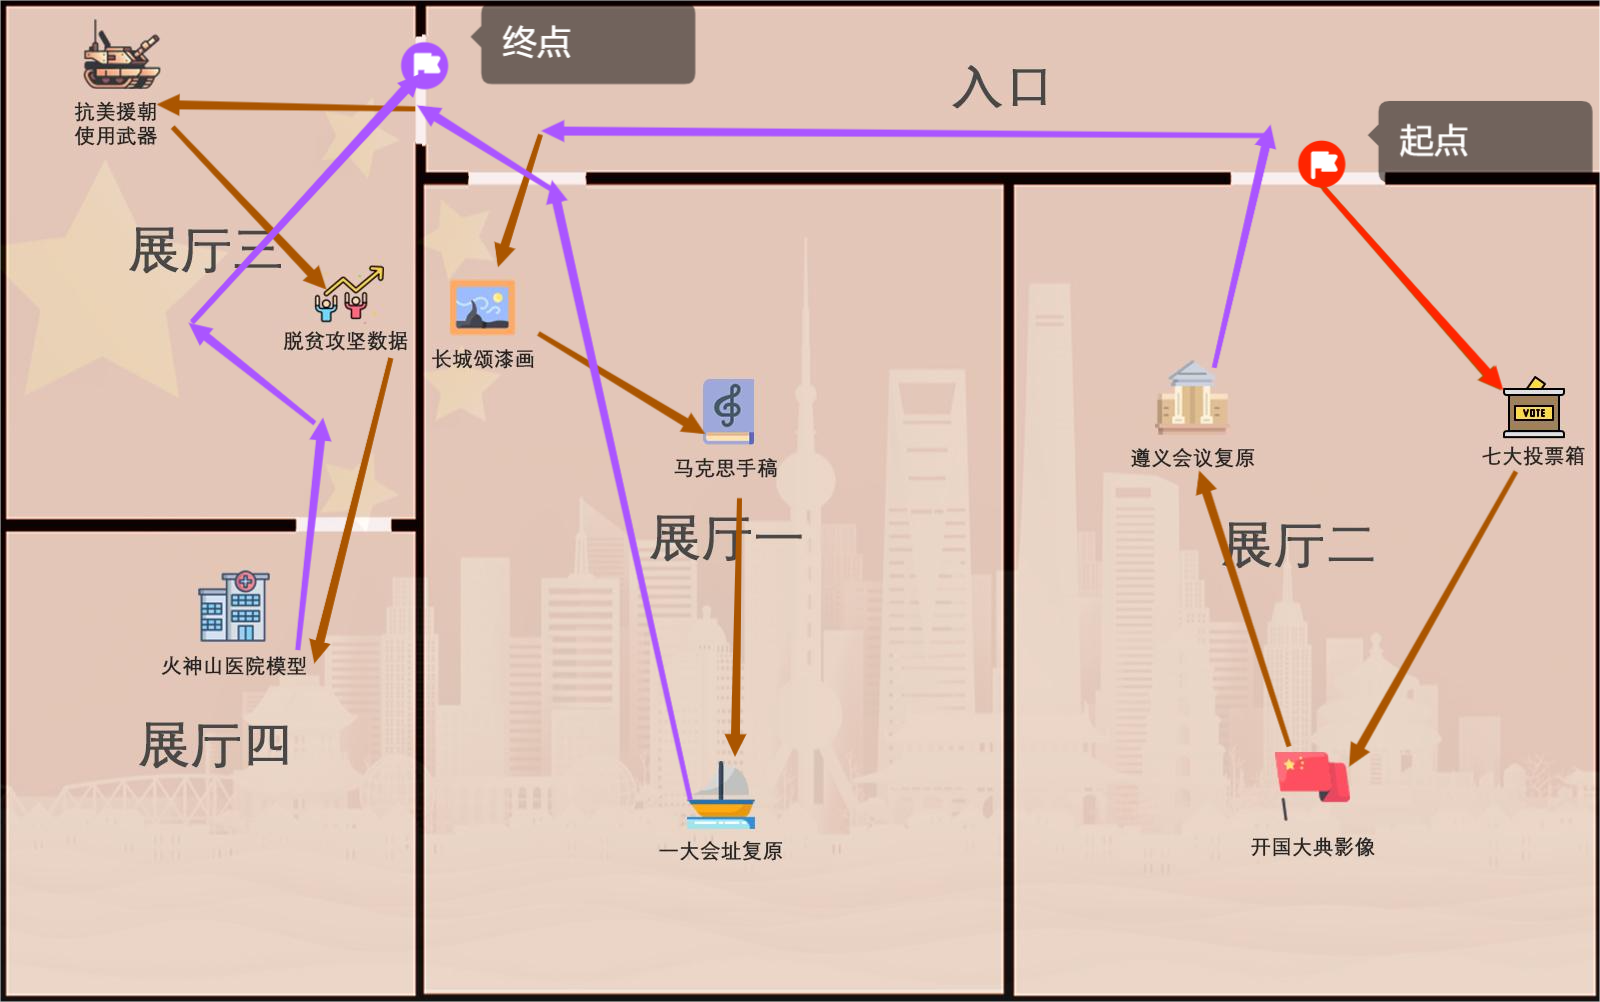 终点
入口
起点
抗美援朝
使用武器
展厅三
脱贫攻坚数据
长城颂漆画
马克思手稿
遵义会议复原
VOTE
七大投票箱
展厅一
展厅二
火神山医院模型
展厅四
一大会址复原
开国大典影像